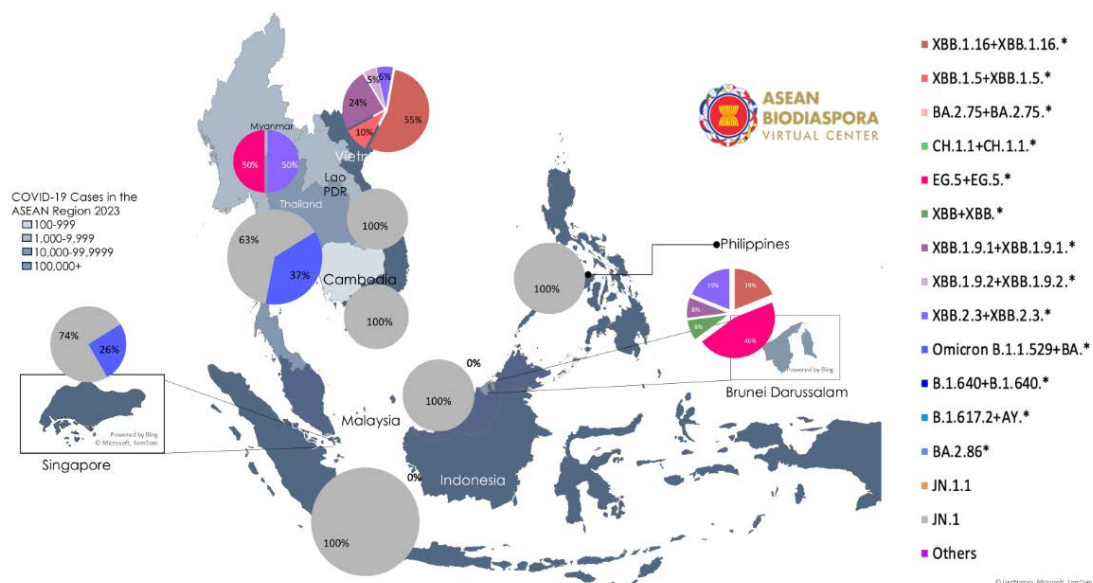 XBB.1.16+XBB.1.16.*
XBB.1.5+XBB.1.5.*
BA.2.75+BA.2.75.*
CH.1.1+CH.1.1.*
EG.5+EG.5.*
XBB+XBB.*
XBB.1.9.1+XBB.1.9.1.*
XBB.1.9.2+XBB.1.9.2.*
XBB.2.3+XBB.2.3.*
Omicron B.1.1.529+BA.*
B.1.640+B.1.640.*
B.1.617.2+AY.*
BA.2.86*
JN.1.1
JN.1
Others
ASEAN
BIODIASPORA
VIRTUAL CENTER
5%
6%
24%
55%
10%
Vietn
Myanmar
50%
50%
Lao
PDR
Thailand
COVID-19 Cases in the
ASEAN Region 2023
100-999
1,000-9,999
10,000-99,9999
100,000+
63%
37%
100%
Cambodia
100%
Philippines
100%
19%
19%
8%
8%
46%
Powered by Bing
Brunei Darussalam
74%
26%
Powered by Bing
© Microsoft, TomTom
Singapore
0%
100%
Malaysia
Indonesia
0%
100%
© GeoNames, Microsoft, TomTom